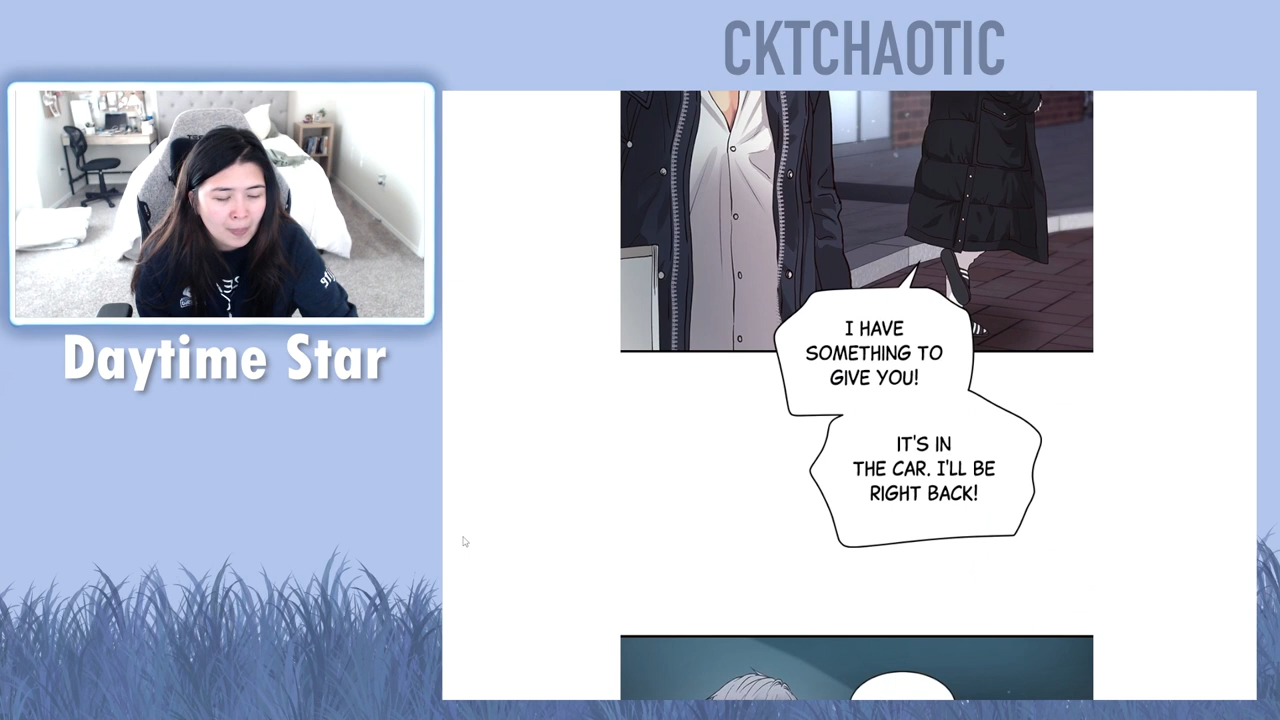 CKTCHAOTIC
Daytime Star
I HAVE
SOMETHING TO
GIVE YOU!
IT'S IN
THE CAR. I'LL BE
RIGHT BACK!